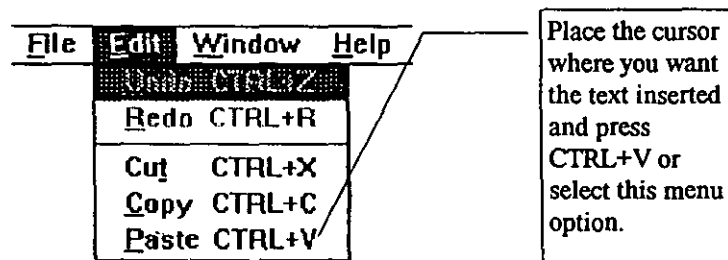 File Edit Window Help
Undo CTRL+Z
Redo CTRL+R
Cut CTRL+X
Copy CTRL+C
Paste CTRL+V
Place the cursor
where you want
the text inserted
and press
CTRL+V or
select this menu
option.